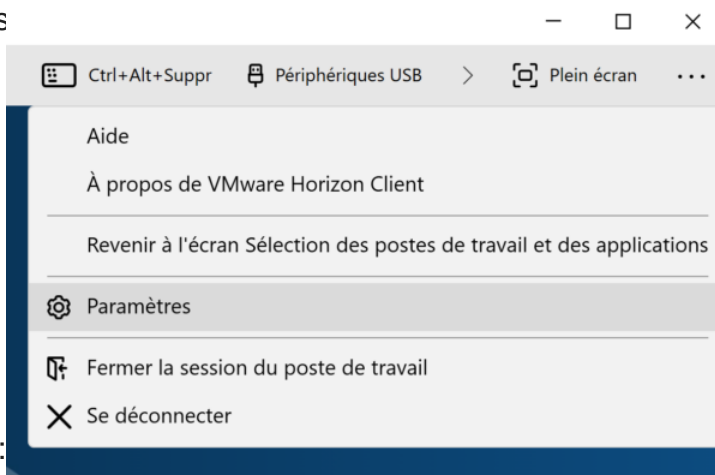 s
Ctrl+Alt+Suppr Périphériques USB > Plein écran ...
Aide
À propos de VMware Horizon Client
Revenir à l'écran Sélection des postes de travail et des applications
Paramètres
Fermer la session du poste de travail
Se déconnecter
: